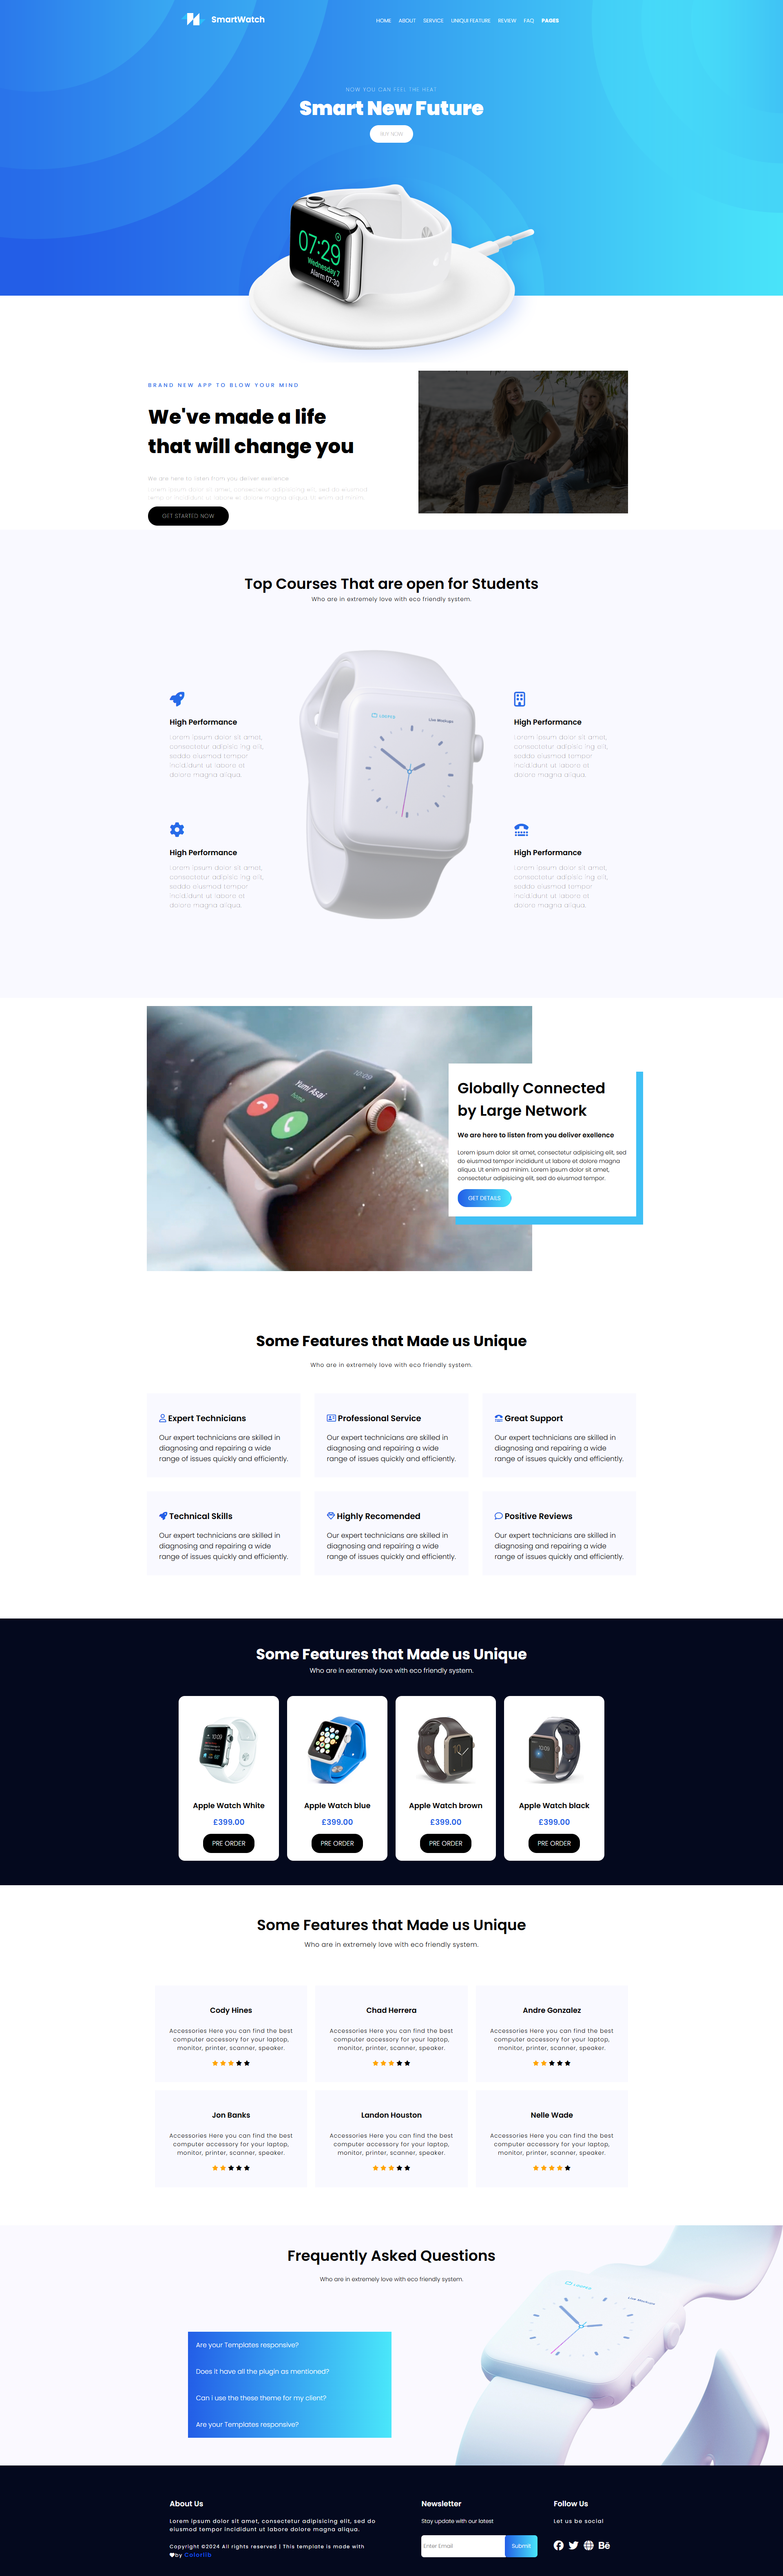 SmartWatch
HOME ABOUT SERVICE UNIQUI FEATURE REVIEW FAQ PAGES
NOW YOU CAN FEEL THE HEAT
Smart New Future
BUY NOW
07:29
Wednesday 7
Alarm 07:30
BRAND NEW APP TO BLOW YOUR MIND
We've made a life
that will change you
We are here to listen from you deliver exelence
Lorem ipsum dolor sit amet, consectetur adipisicing elit, sed do eiusmod
temp or incididunt ut labore et dolore magna aliqua. Ut enim ad minim.
GET STARTED NOW
Top Courses That are open for Students
Who are in extremely love with eco friendly system.
High Performance
Lorem ipsum dolor sit amet,
consectetur adipisic ing elit,
seddo eiusmod tempor
incididunt ut labore et
dolore magna aliqua.
High Performance
Lorem ipsum dolor sit amet,
consectetur adipisic ing elit,
seddo eiusmod tempor
incididunt ut labore et
dolore magna aliqua.
Live Mockups
High Performance
Lorem ipsum dolor sit amet,
consectetur adipisic ing elit,
seddo eiusmod tempor
incididunt ut labore et
dolore magna aliqua.
High Performance
Lorem ipsum dolor sit amet,
consectetur adipisic ing elit,
seddo eiusmod tempor
incididunt ut labore et
dolore magna aliqua.
10:09
Yumi Asai
home
Globally Connected
by Large Network
We are here to listen from you deliver exellence
Lorem ipsum dolor sit amet, consectetur adipisicing elit, sed
do eiusmod tempor incididunt ut labore et dolore magna
aliqua. Ut enim ad minim. Lorem ipsum dolor sit amet,
consectetur adipisicing elit, sed do eiusmod tempor.
GET DETAILS
Some Features that Made us Unique
Who are in extremely love with eco friendly system.
Expert Technicians
Our expert technicians are skilled in
diagnosing and repairing a wide
range of issues quickly and efficiently.
Professional Service
Our expert technicians are skilled in
diagnosing and repairing a wide
range of issues quickly and efficiently.
Great Support
Our expert technicians are skilled in
diagnosing and repairing a wide
range of issues quickly and efficiently.
Technical Skills
Our expert technicians are skilled in
diagnosing and repairing a wide
range of issues quickly and efficiently.
Highly Recomended
Our expert technicians are skilled in
diagnosing and repairing a wide
range of issues quickly and efficiently.
Positive Reviews
Our expert technicians are skilled in
diagnosing and repairing a wide
range of issues quickly and efficiently.
Some Features that Made us Unique
Who are in extremely love with eco friendly system.
10:09
Apple Watch White
£399.00
PRE ORDER
Apple Watch blue
£399.00
PRE ORDER
10
Apple Watch brown
£399.00
PRE ORDER
10:09
Apple Watch black
£399.00
PRE ORDER
Some Features that Made us Unique
Who are in extremely love with eco friendly system.
Cody Hines
Accessories Here you can find the best
computer accessory for your laptop,
monitor, printer, scanner, speaker.
Chad Herrera
Accessories Here you can find the best
computer accessory for your laptop,
monitor, printer, scanner, speaker.
Andre Gonzalez
Accessories Here you can find the best
computer accessory for your laptop,
monitor, printer, scanner, speaker.
Jon Banks
Accessories Here you can find the best
computer accessory for your laptop,
monitor, printer, scanner, speaker.
Landon Houston
Accessories Here you can find the best
computer accessory for your laptop,
monitor, printer, scanner, speaker.
Nelle Wade
Accessories Here you can find the best
computer accessory for your laptop,
monitor, printer, scanner, speaker.
Frequently Asked Questions
Who are in extremely love with eco friendly system.
Live Mockups
Are your Templates responsive?
Does it have all the plugin as mentioned?
Can i use the these theme for my client?
Are your Templates responsive?
About Us
Lorem ipsum dolor sit amet, consectetur adipisicing elit, sed do
eiusmod tempor incididunt ut labore dolore magna aliqua.
Copyright ©2024 All rights reserved | This template is made with
by Colorlib
Newsletter
Stay update with our latest
Enter Email
Submit
Follow Us
Let us be social
Bē